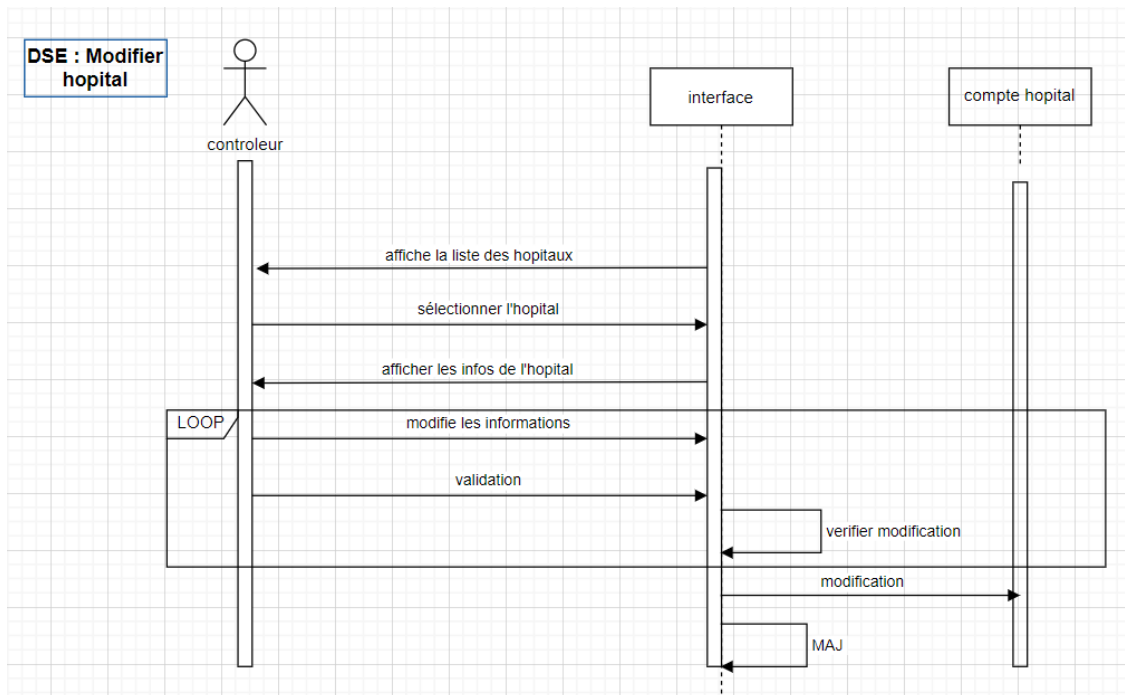 DSE : Modifier
hopital
controleur
interface
compte hopital
affiche la liste des hopitaux
sélectionner l'hopital
afficher les infos de l'hopital
LOOP
modifie les informations
validation
verifier modification
modification
MAJ